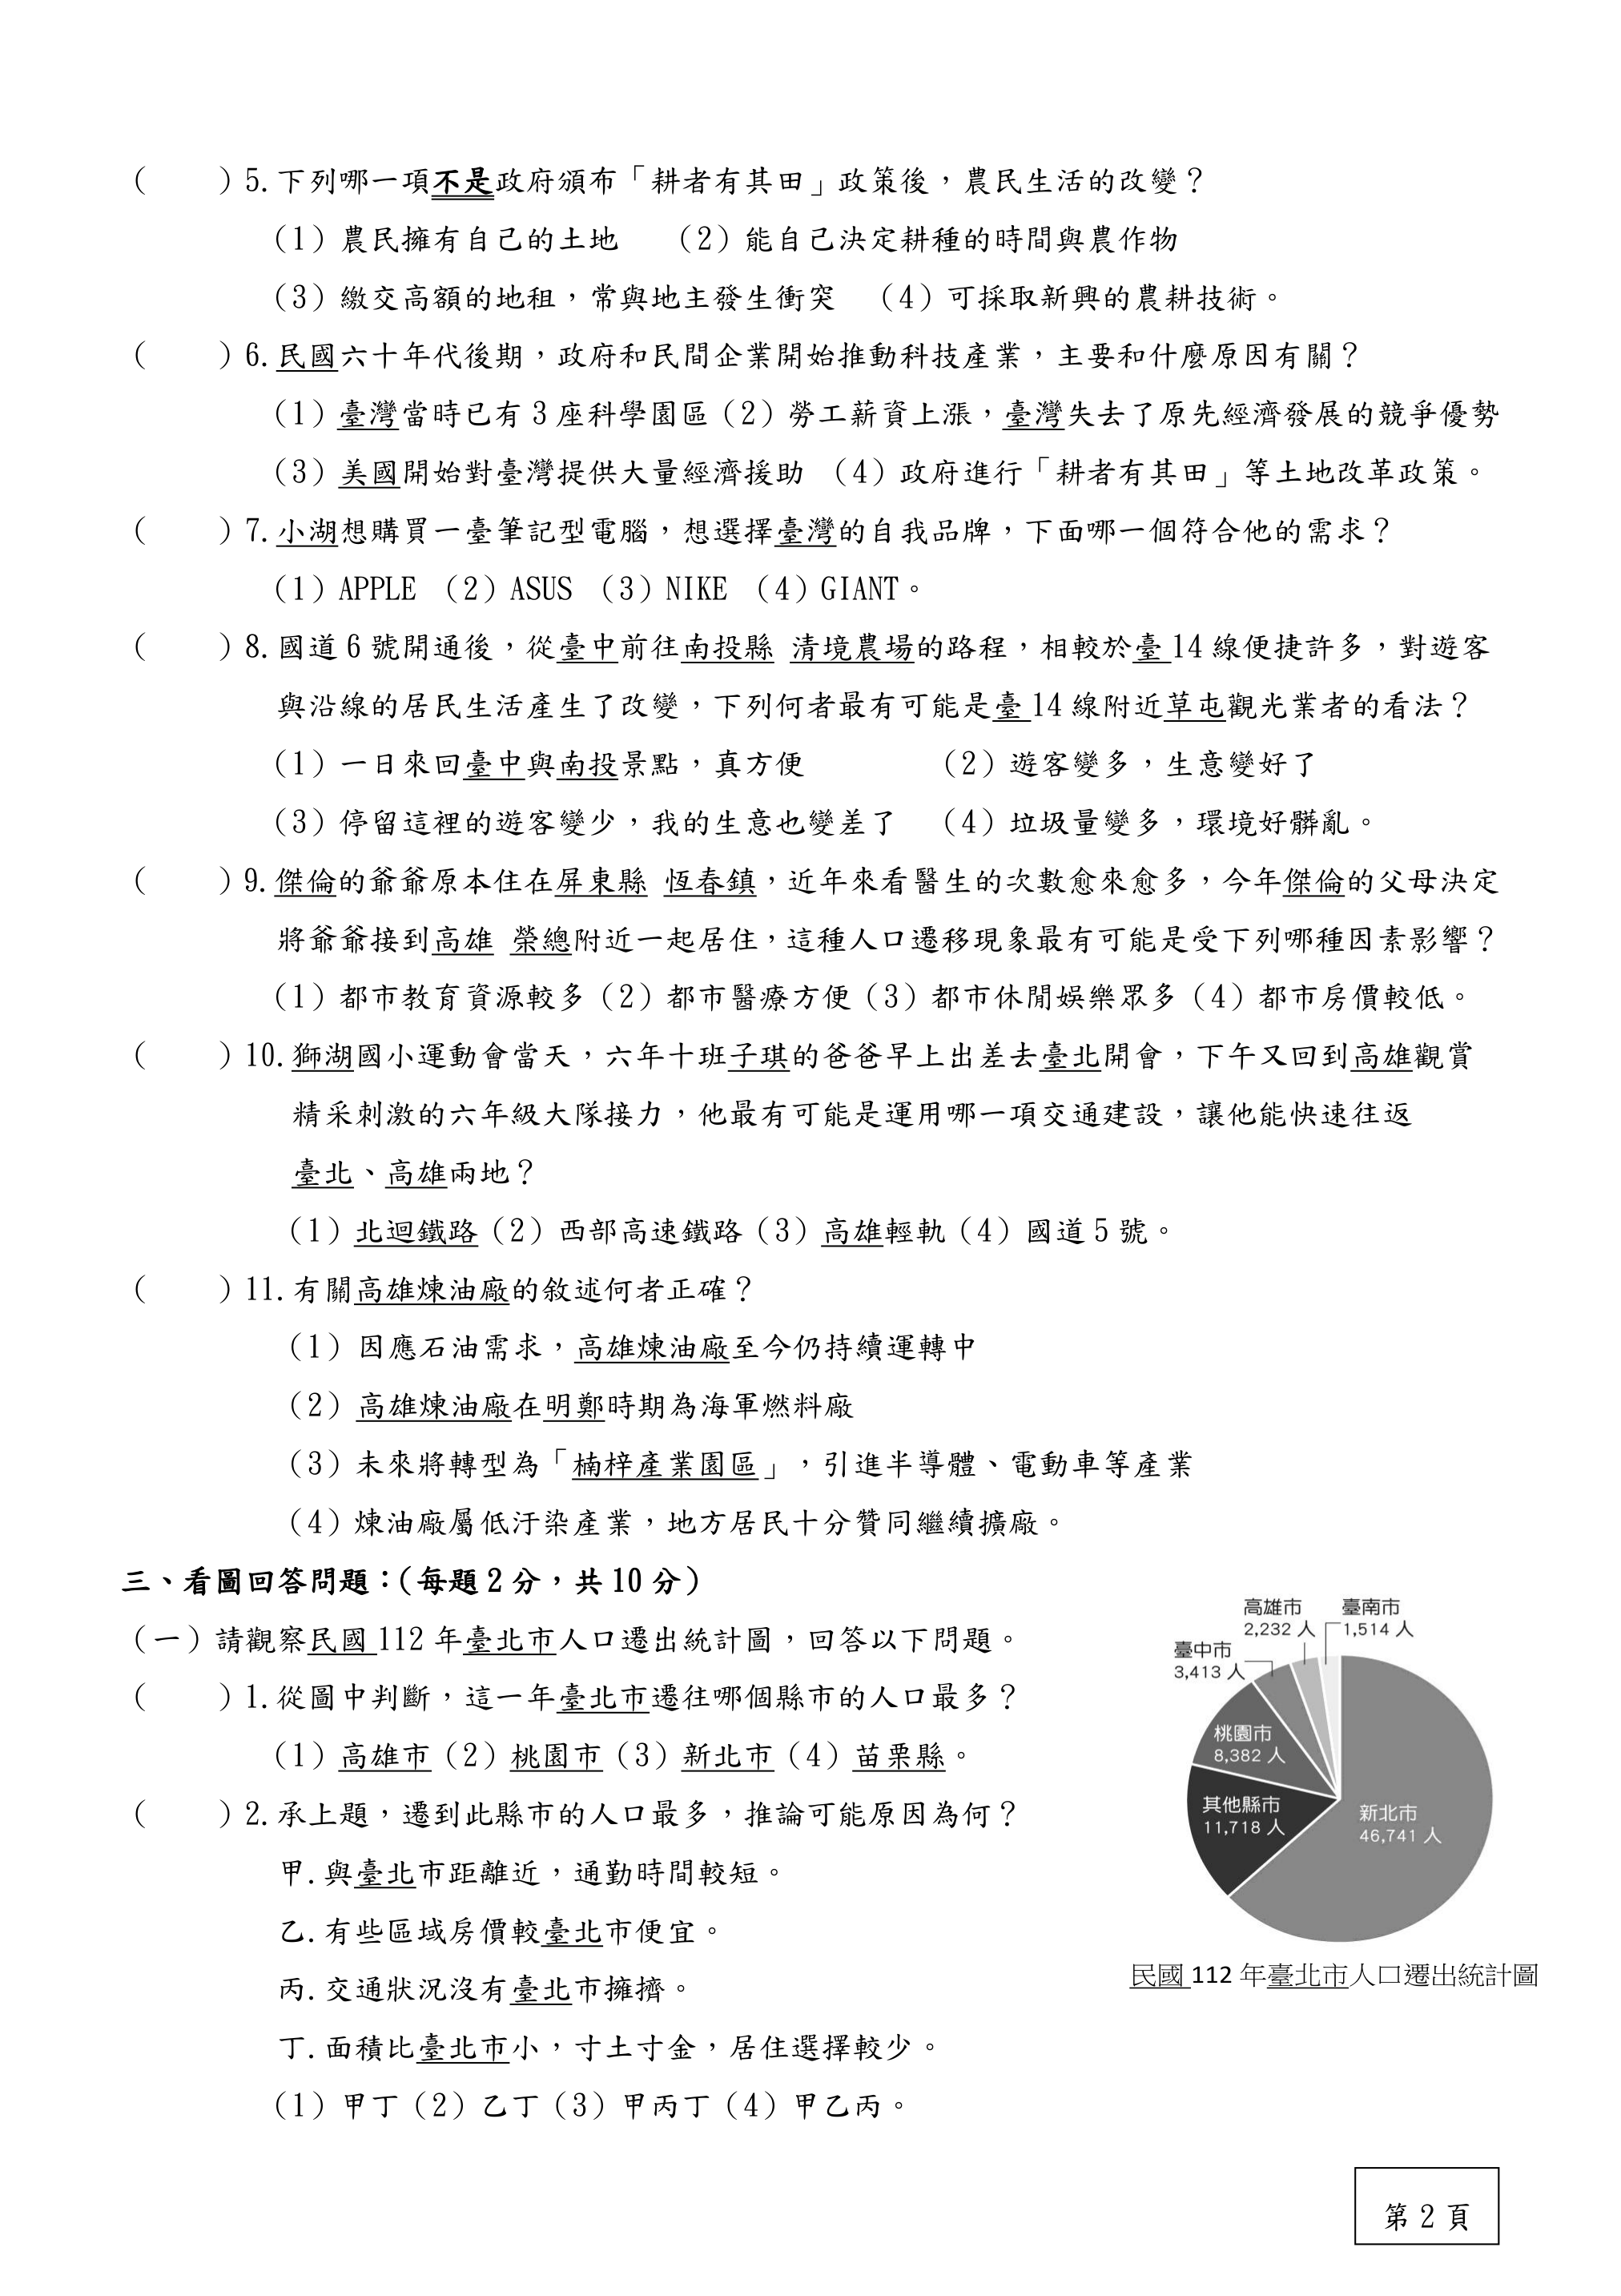 （　　）5.下列哪一項不是政府頒布「耕者有其田」政策後，農民生活的改變？
（1）農民擁有自己的土地　（2）能自己決定耕種的時間與農作物
（3）繳交高額的地租，常與地主發生衝突　（4）可採取新興的農耕技術。
（　　）6.民國六十年代後期，政府和民間企業開始推動科技產業，主要和什麼原因有關？
（1）臺灣當時已有3座科學園區（2）勞工薪資上漲，臺灣失去了原先經濟發展的競爭優勢
（3）美國開始對臺灣提供大量經濟援助　（4）政府進行「耕者有其田」等土地改革政策。
（　　）7.小湖想購買一臺筆記型電腦，想選擇臺灣的自我品牌，下面哪一個符合他的需求？
（1）APPLE （2）ASUS （3）NIKE （4）GIANT。
（　　）8.國道6號開通後，從臺中前往南投縣 清境農場的路程，相較於臺14線便捷許多，對遊客
與沿線的居民生活產生了改變，下列何者最有可能是臺14線附近草屯觀光業者的看法？
（1）一日來回臺中與南投景點，真方便　（2）遊客變多，生意變好了
（3）停留這裡的遊客變少，我的生意也變差了　（4）垃圾量變多，環境好髒亂。
（　　）9.傑倫的爺爺原本住在屏東縣 恆春鎮，近年來看醫生的次數愈來愈多，今年傑倫的父母決定
將爺爺接到高雄 榮總附近一起居住，這種人口遷移現象最有可能是受下列哪種因素影響？
（1）都市教育資源較多（2）都市醫療方便（3）都市休閒娛樂眾多（4）都市房價較低。
（　　）10.獅湖國小運動會當天，六年十班子琪的爸爸早上出差去臺北開會，下午又回到高雄觀賞
精采刺激的六年級大隊接力，他最有可能是運用哪一項交通建設，讓他能快速往返
臺北、高雄兩地？
（1）北迴鐵路（2）西部高速鐵路（3）高雄輕軌（4）國道5號。
（　　）11.有關高雄煉油廠的敘述何者正確？
（1）因應石油需求，高雄煉油廠至今仍持續運轉中
（2）高雄煉油廠在明鄭時期為海軍燃料廠
（3）未來將轉型為「楠梓產業園區」，引進半導體、電動車等產業
（4）煉油廠屬低汙染產業，地方居民十分贊同繼續擴廠。
三、看圖回答問題：（每題2分，共10分）
（一）請觀察民國112年臺北市人口遷出統計圖，回答以下問題。
（　　）1.從圖中判斷，這一年臺北市遷往哪個縣市的人口最多？
（1）高雄市（2）桃園市（3）新北市（4）苗栗縣。
（　　）2.承上題，遷到此縣市的人口最多，推論可能原因為何？
甲.與臺北市距離近，通勤時間較短。
乙.有些區域房價較臺北市便宜。
丙.交通狀況沒有臺北市擁擠。
丁.面積比臺北市小，寸土寸金，居住選擇較少。
（1）甲丁（2）乙丁（3）甲丙丁（4）甲乙丙。
高雄市
2,232人
臺南市
1,514人
臺中市
3,413人
桃園市
8,382人
其他縣市
11,718人
新北市
46,741人
民國112年臺北市人口遷出統計圖
第2頁